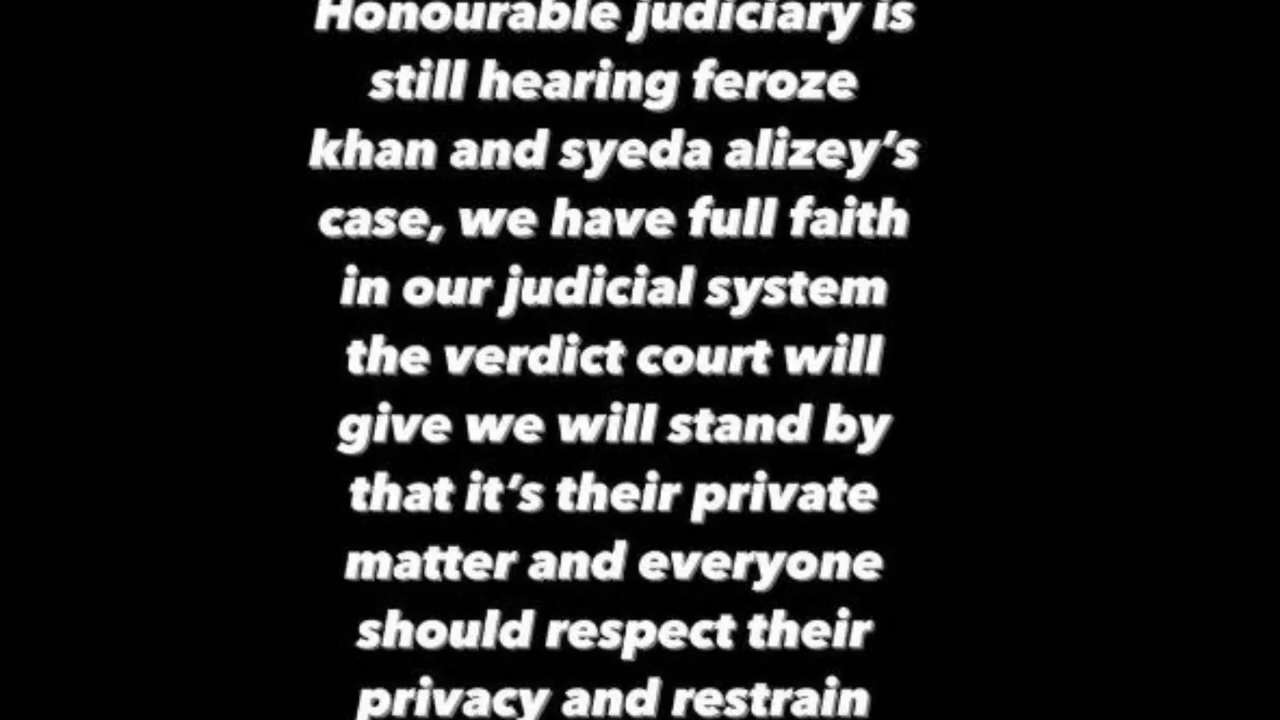 Honourable judiciary is
still hearing feroze
khan and syeda alizey’s
case, we have full faith
in our judicial system
the verdict court will
give we will stand by
that it’s their private
matter and everyone
should respect their
privacy and restrain